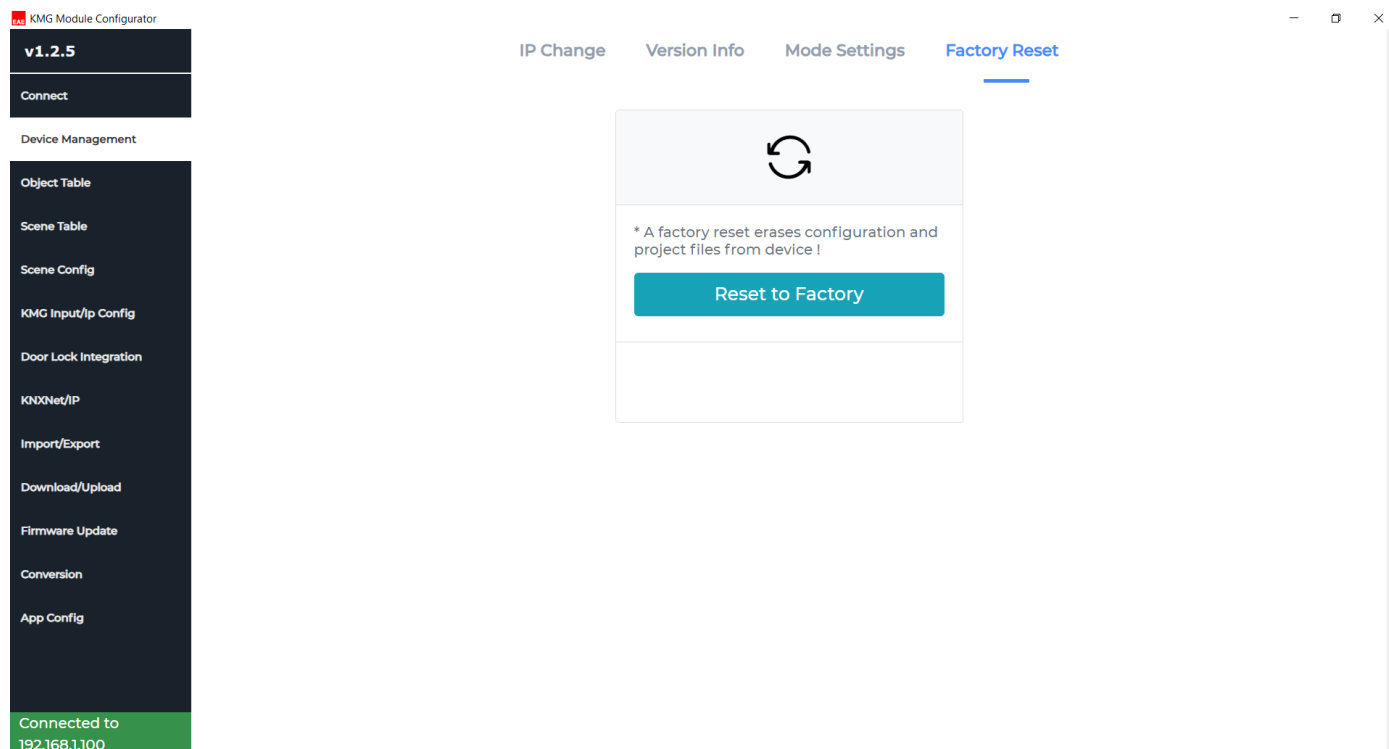 EAE KMG Module Configurator
v1.2.5
IP Change Version Info Mode Settings Factory Reset
Connect
Device Management
Object Table
Scene Table
Scene Config
KMG Input/Ip Config
Door Lock Integration
KNXNet/IP
Import/Export
Download/Upload
Firmware Update
Conversion
App Config
* A factory reset erases configuration and
project files from device !
Reset to Factory
Connected to
192.168.1.100